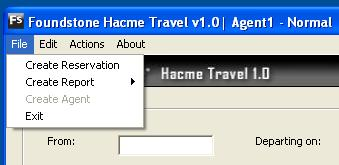 Fs Foundstone Hacme Travel v1.0| Agent1 - Normal
File Edit Actions About
Create Reservation
Create Report
Create Agent
Exit
Hacme Travel 1.0
From: Departing on: